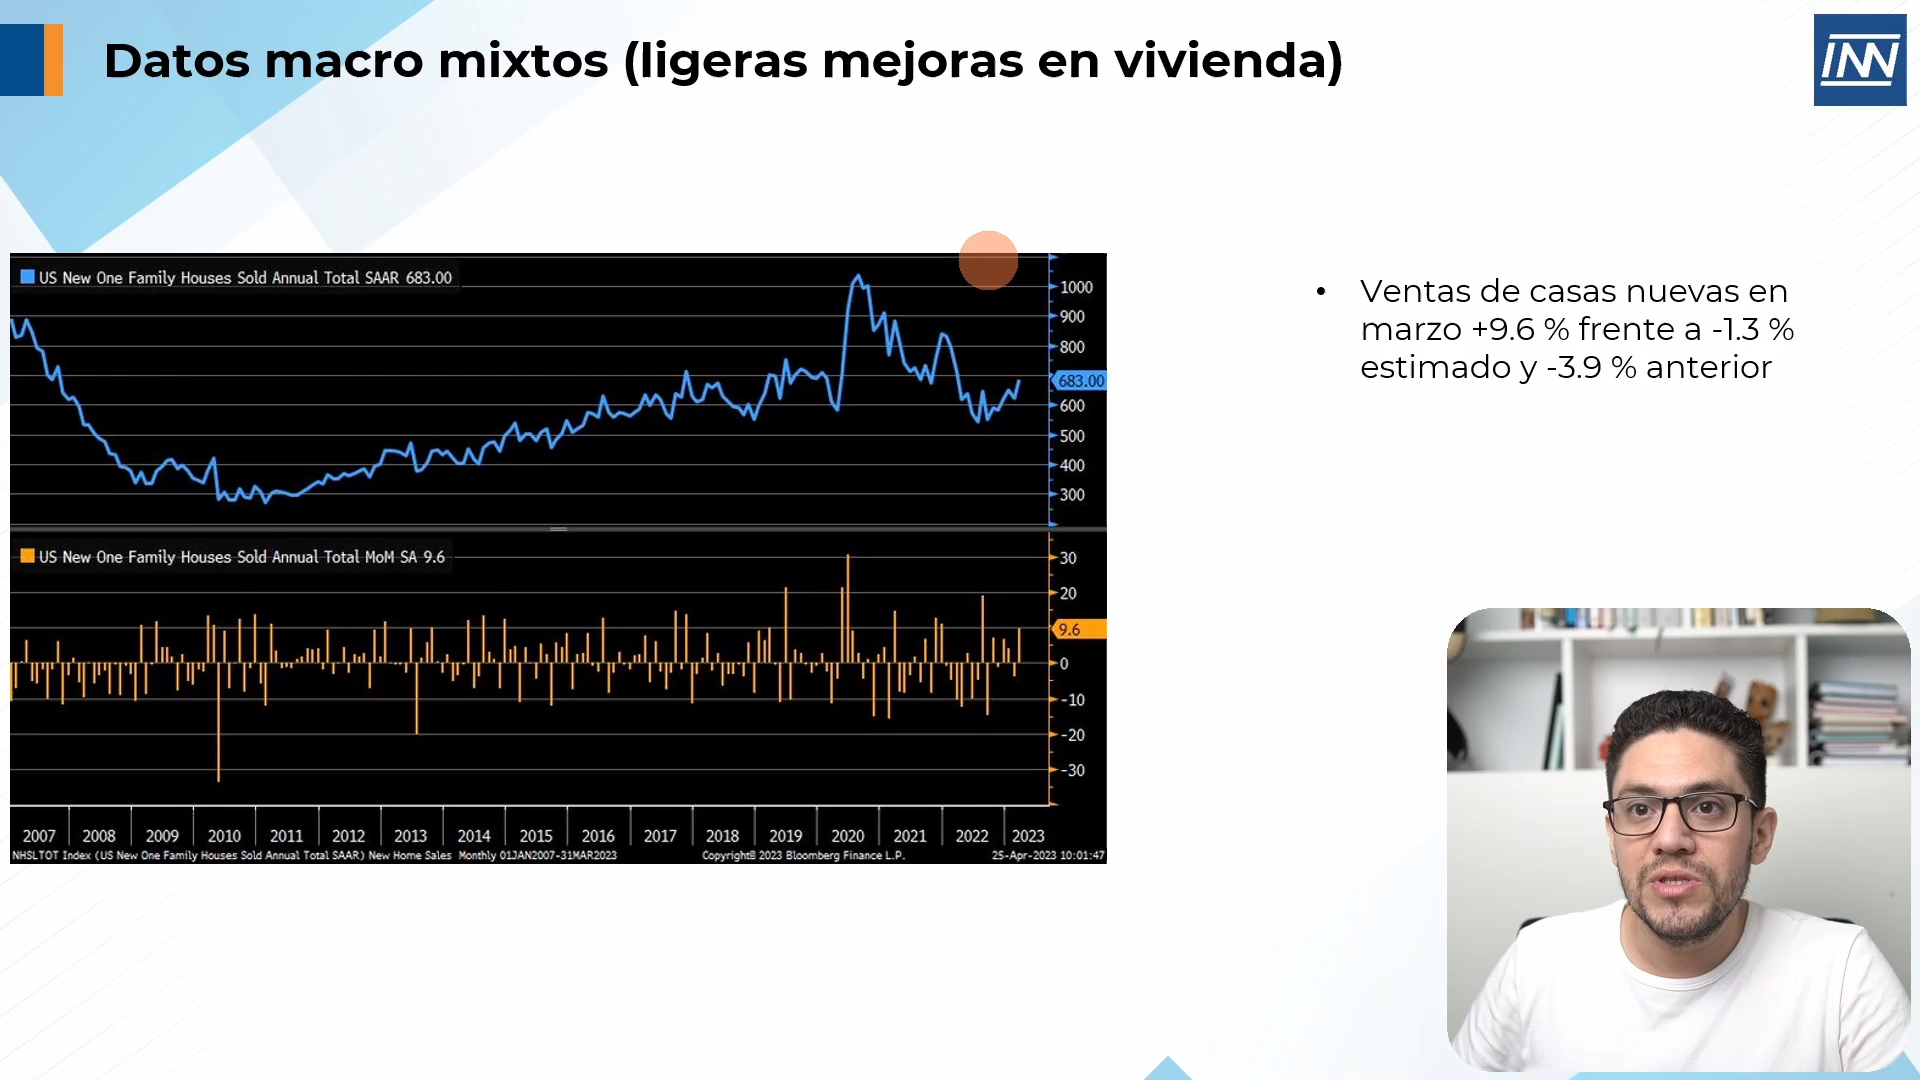 Datos macro mixtos (ligeras mejoras en vivienda)
INN
US New One Family Houses Sold Annual Total SAAR 683.00
1000
900
800
683.00
600
500
400
300
US New One Family Houses Sold Annual Total MoM SA 9.6
30
20
9.6
0
-10
-20
-30
2007 2008 2009 2010 2011 2012 2013 2014 2015 2016 2017 2018 2019 2020 2021 2022 2023
NHSLTOT Index (US New One Family Houses Sold Annual Total SAAR) New Home Sales Monthly 01JAN2007-31MAR2023 Copyright© 2023 Bloomberg Finance L.P. 25-Apr-2023 10:01:47
• Ventas de casas nuevas en
marzo +9.6 % frente a -1.3 %
estimado y -3.9 % anterior